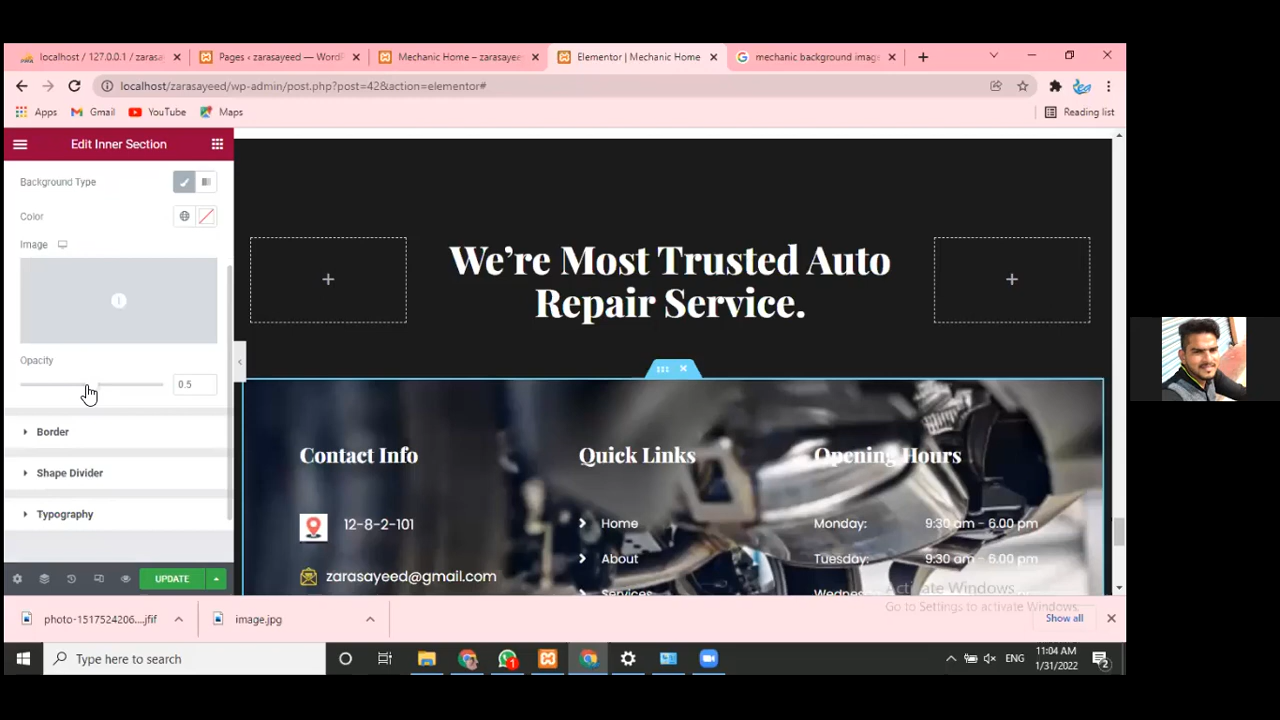 localhost / 127.0.0.1 / zarasa
Pages ‹ zarasayeed — WordP
Mechanic Home – zarasayee
Elementor | Mechanic Home
mechanic background imag
localhost/zarasayeed/wp-admin/post.php?post=42&action=elementor#
Apps
Gmail
YouTube
Maps
Reading list
Edit Inner Section
Background Type
Color
Image
Opacity
0.5
Border
Shape Divider
Typography
UPDATE
We're Most Trusted Auto
Repair Service.
Contact Info
Quick Links
Opening Hours
12-8-2-101
Home
Monday:
9:30 am - 6.00 pm
About
Tuesday:
9:30 am - 6.00 pm
zarasayeed@gmail.com
Services
Wednes
Activate Windows
Go to Settings to activate Windows.
photo-1517524206....jfif
image.jpg
Show all
Type here to search
1
ENG
11:04 AM
1/31/2022
2